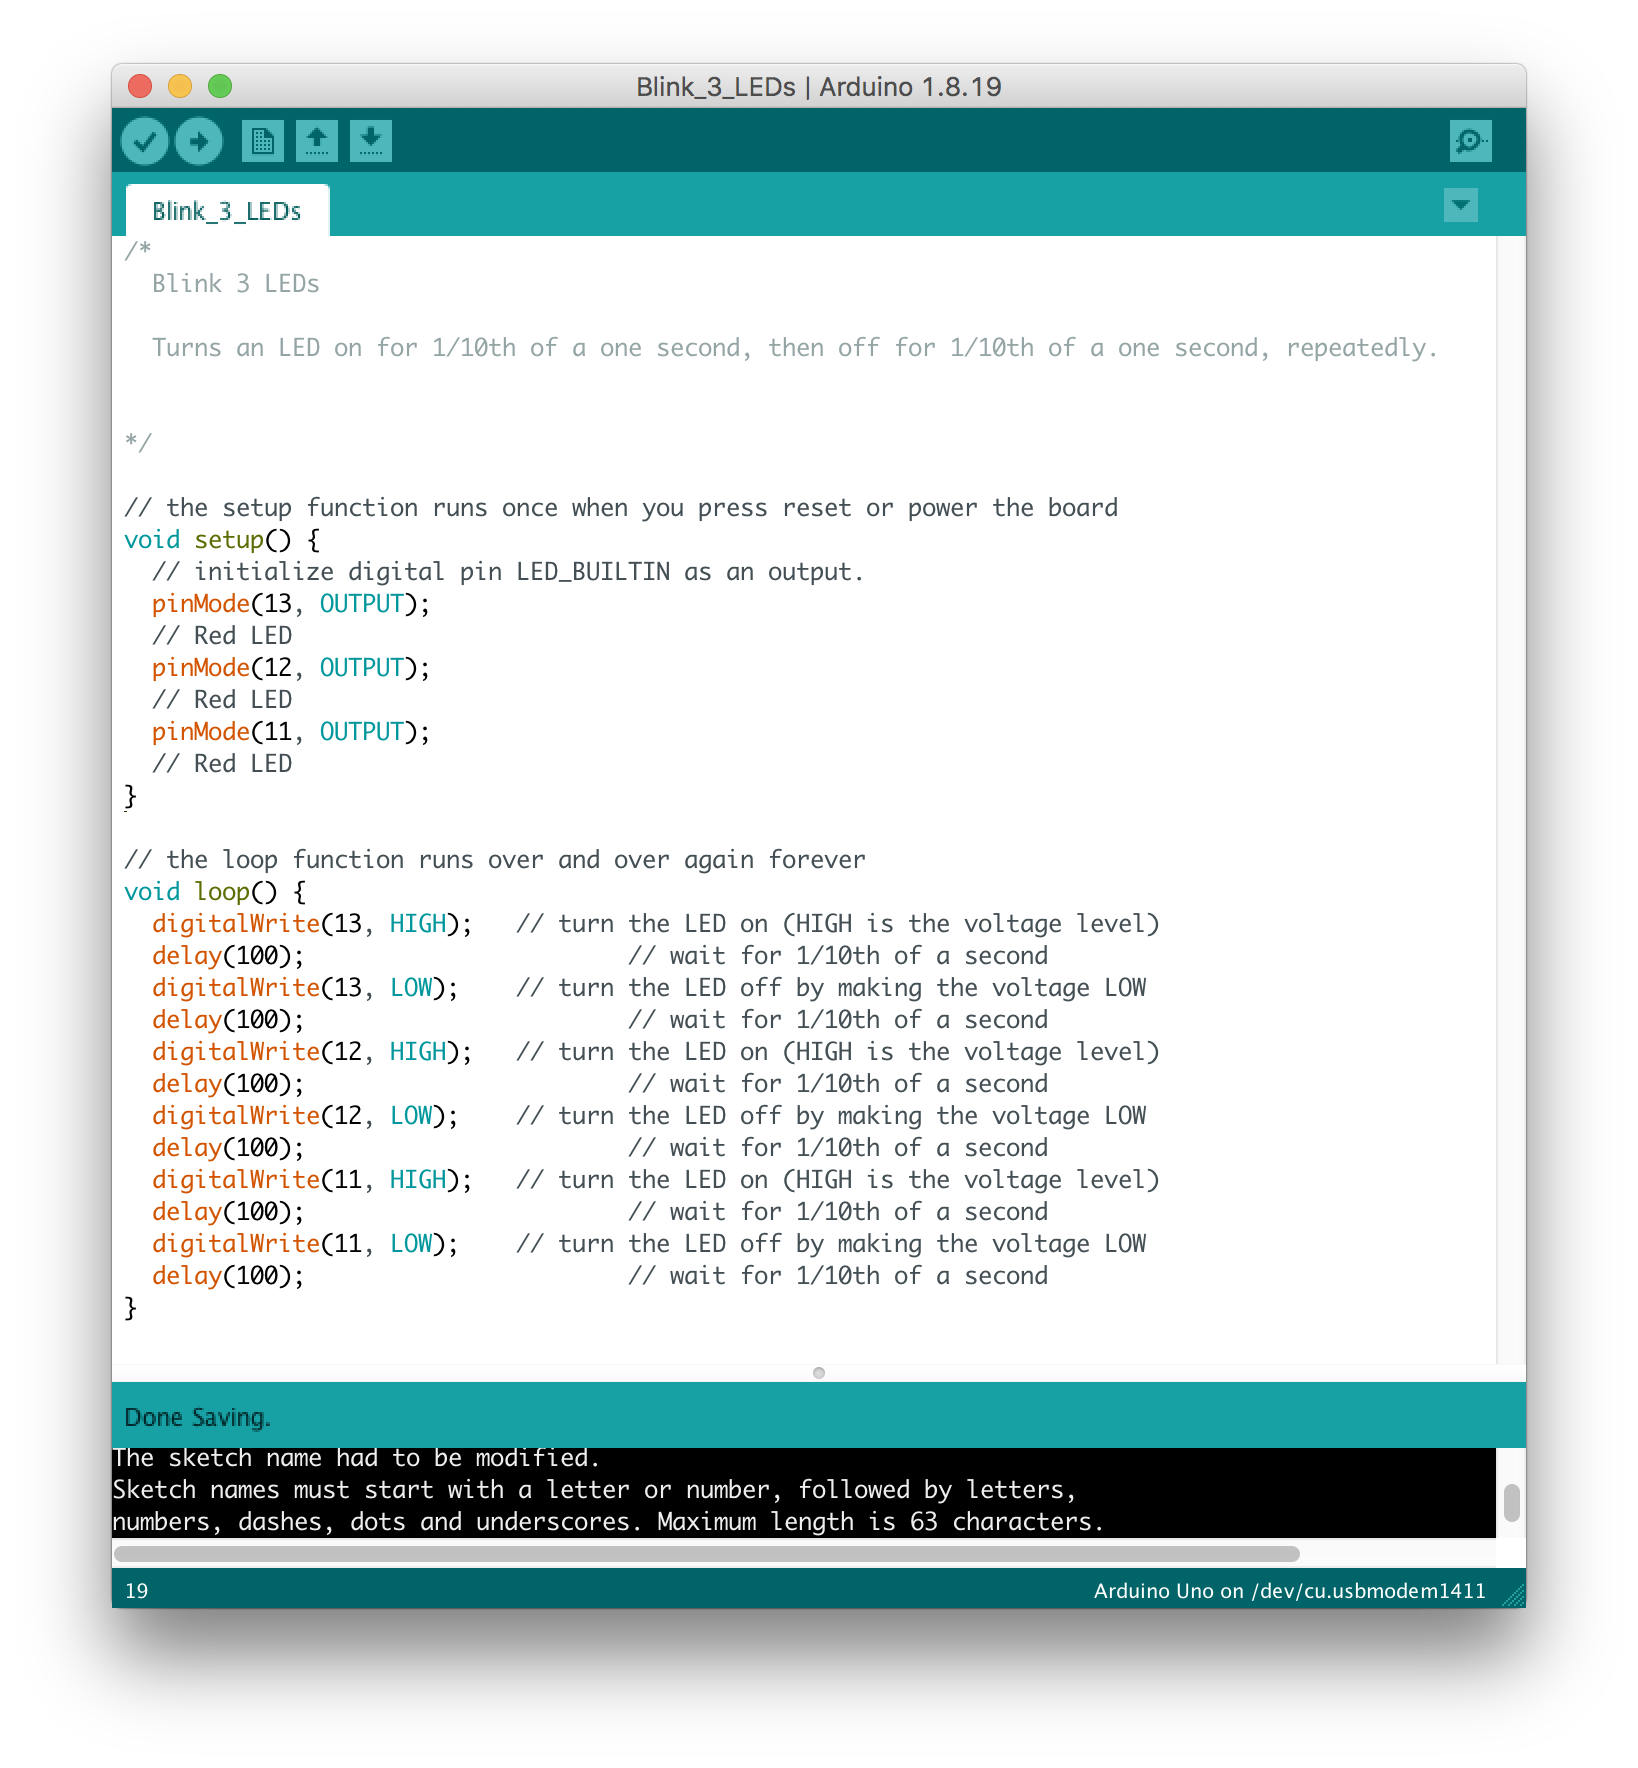 Blink_3_LEDs | Arduino 1.8.19
Blink_3_LEDs
/*
  Blink 3 LEDs

  Turns an LED on for 1/10th of a one second, then off for 1/10th of a one second, repeatedly.


*/

// the setup function runs once when you press reset or power the board
void setup() {
  // initialize digital pin LED_BUILTIN as an output.
  pinMode(13, OUTPUT);
  // Red LED
  pinMode(12, OUTPUT);
  // Red LED
  pinMode(11, OUTPUT);
  // Red LED
}

// the loop function runs over and over again forever
void loop() {
  digitalWrite(13, HIGH);   // turn the LED on (HIGH is the voltage level)
  delay(100);                       // wait for 1/10th of a second
  digitalWrite(13, LOW);    // turn the LED off by making the voltage LOW
  delay(100);                       // wait for 1/10th of a second
  digitalWrite(12, HIGH);   // turn the LED on (HIGH is the voltage level)
  delay(100);                       // wait for 1/10th of a second
  digitalWrite(12, LOW);    // turn the LED off by making the voltage LOW
  delay(100);                       // wait for 1/10th of a second
  digitalWrite(11, HIGH);   // turn the LED on (HIGH is the voltage level)
  delay(100);                       // wait for 1/10th of a second
  digitalWrite(11, LOW);    // turn the LED off by making the voltage LOW
  delay(100);                       // wait for 1/10th of a second
}
Done Saving.
The sketch name had to be modified.
Sketch names must start with a letter or number, followed by letters,
numbers, dashes, dots and underscores. Maximum length is 63 characters.
19 Arduino Uno on /dev/cu.usbmodem1411